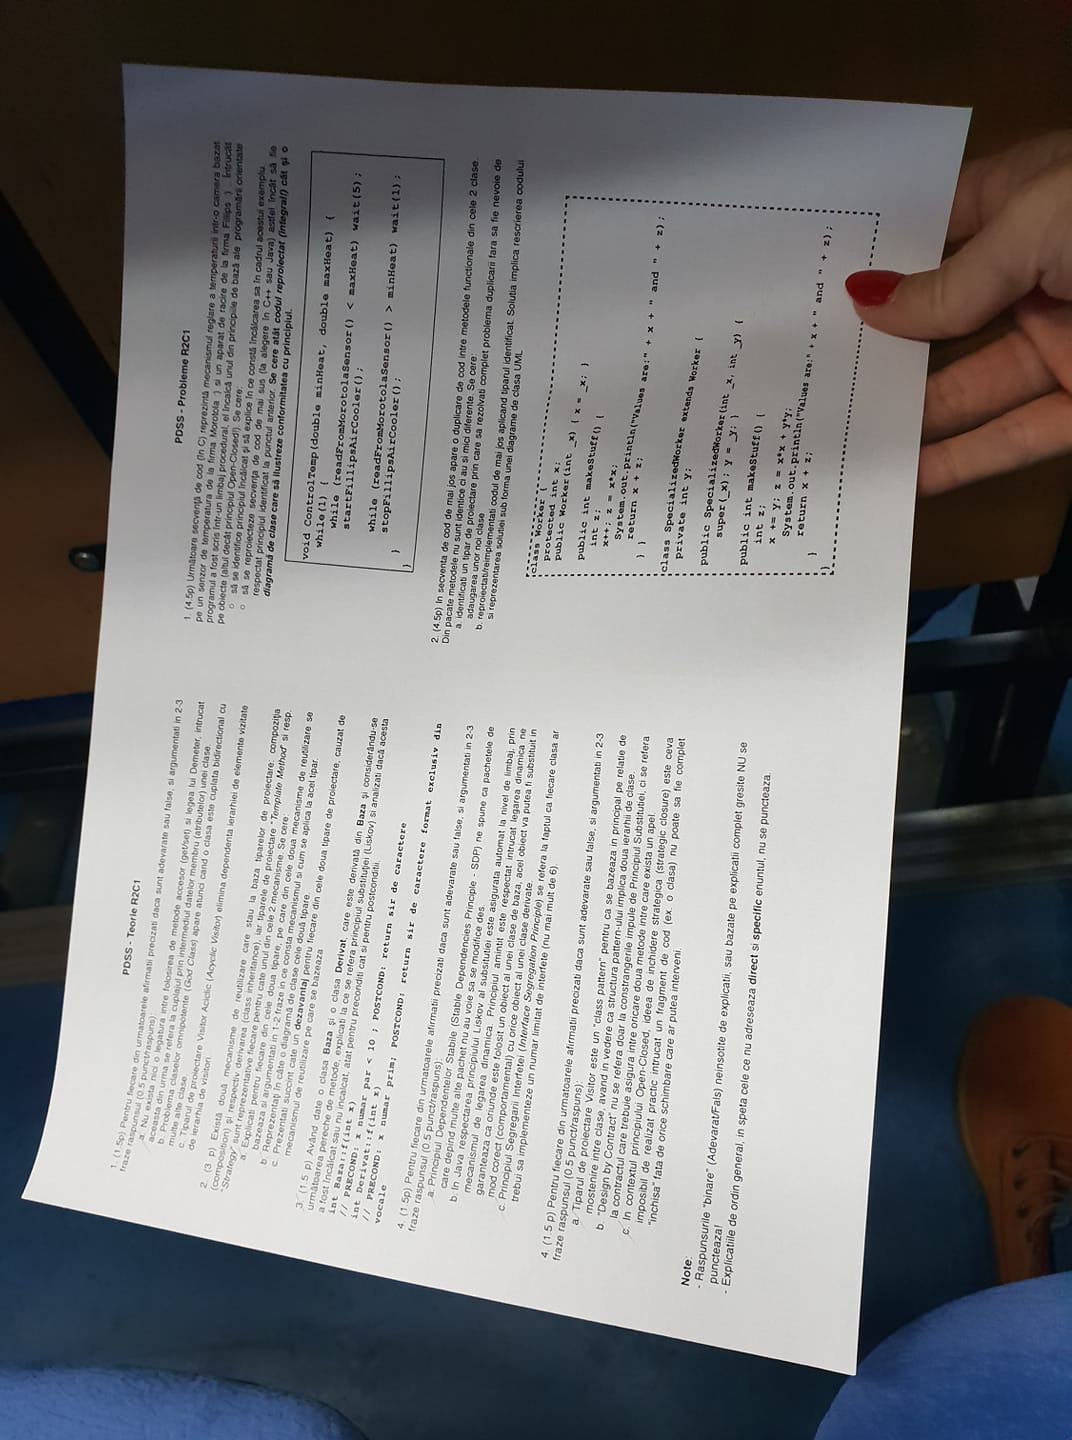 PDSS - Teorie R2C1
1. (1.5p) Pentru fiecare din urmatoarele afirmatii precizati daca sunt adevarate sau false, si argumentati in 2-3
fraze raspunsul (0.5 punct/raspuns):
a. Nu exista nici o legatura intre folosirea de metode accesor (get/set) si legea lui Demeter, intrucat
aceasta din urma se refera la cuplajul prin intermediul datelor membru (atributelor) unei clase.
b. Problema claselor omnipotente (God Class) apare atunci cand o clasa este cuplata bidirectional cu
multe alte clase.
c. Tiparul de proiectare Visitor Aciclic (Acyclic Visitor) elimina dependenta ierarhiei de elemente vizitate
de ierarhia de visitori.
2. (3 p) Există două mecanisme de reutilizare care stau la baza tiparelor de proiectare: compoziția
(composition) și respectiv derivarea (class inheritance), iar tiparele de proiectare "Template Method" si resp.
"Strategy" sunt reprezentative fiecare pentru cate unul din cele 2 mecanisme. Se cere:
a. Explicati pentru fiecare din cele doua tipare, pe care din cele doua mecanisme de reutilizare se
bazeaza si argumentati in 1-2 fraze in ce consta mecanismul si cum se aplica la acel tipar.
b. Reprezentați în câte o diagramă de clase cele două tipare.
c. Prezentati succint cate un dezavantaj pentru fiecare din cele doua tipare de proiectare, cauzat de
mecanismul de reutilizare pe care se bazeaza
3. (1.5 p) Având date o clasa Baza și o clasa Derivat, care este derivată din Baza și considerându-se
următoarea pereche de metode, explicati la ce se refera principiul substituției (Liskov) si analizati dacă acesta
a fost încălcat sau nu incalcat, atat pentru preconditii cat si pentru postconditii.
int Baza::f(int x)
// PRECOND: x numar par < 10 ; POSTCOND: return sir de caractere
int Derivat::f(int x)
// PRECOND: x numar prim; POSTCOND: return sir de caractere format exclusiv din
vocale
4. (1.5p) Pentru fiecare din urmatoarele afirmatii precizati daca sunt adevarate sau false, si argumentati in 2-3
fraze raspunsul (0.5 punct/raspuns):
a. Principiul Dependentelor Stabile (Stable Dependencies Principle - SDP) ne spune ca pachetele de
care depind multe alte pachet nu au voie sa se modifice des.
b. In Java respectarea principiului Liskov al substitutiei este asigurata automat la nivel de limbaj, prin
mecanismul de legarea dinamica. Principiul amintit este respectat intrucat legarea dinamica ne
garanteaza ca oriunde este folosit un obiect al unei clase de baza, acel obiect va putea fi substituit in
mod corect (comportamental) cu orice obiect al unei clase derivate.
c. Principiul Segregarii Interfetei (Interface Segregation Principle) se refera la faptul ca fiecare clasa ar
trebui sa implementeze un numar limitat de interfete (nu mai mult de 6).
4. (1.5 p) Pentru fiecare din urmatoarele afirmatii precizati daca sunt adevarate sau false, si argumentati in 2-3
fraze raspunsul (0.5 punct/raspuns):
a. Tiparul de proiectare Visitor este un "class pattern" pentru ca se bazeaza in principal pe relatie de
mostenire intre clase, avand in vedere ca structura pattern-ului implica doua ierarhii de clase.
b. "Design by Contract" nu se refera doar la constrangerile impule de Principiul Substitutiei, ci se refera
la contractul care trebuie asigura intre oricare doua metode intre care exista un apel.
c. In contextul principiului Open-Closed, ideea de inchidere strategica (strategic closure) este ceva
imposibil de realizat practic intrucat un fragment de cod (ex. o clasa) nu poate sa fie complet
"inchisa" fata de orice schimbare care ar putea interveni.
Note:
- Raspunsurile "binare" (Adevarat/Fals) neinsotite de explicatii, sau bazate pe explicatii complet gresite NU se
puncteaza!
- Explicatiile de ordin general, in speta cele ce nu adreseaza direct si specific enuntul, nu se puncteaza.
PDSS - Probleme R2C1
1. (4.5p) Următoare secvență de cod (în C) reprezintă mecanismul reglare a temperaturii intr-o camera bazat
pe un senzor de temperatura de la firma Morotola :) si un aparat de racire de la firma Fillips :) . Întrucât
programul a fost scris într-un limbaj procedural, el încalcă unul din principiile de bază ale programării orientate
pe obiecte (altul decât principiul Open-Closed!). Se cere:
o să se identifice principiul încălcat și să explice în ce constă încălcarea sa în cadrul acestui exemplu.
o să se reproiecteze secvența de cod de mai sus (la alegere în C++ sau Java) astfel încât să fie
respectat principiul identificat la punctul anterior. Se cere atât codul reproiectat (integral!) cât și o
diagramă de clase care să ilustreze conformitatea cu principiul.
void ControlTemp(double minHeat, double maxHeat) {
while(1) {
while (readFromMorotolaSensor() < maxHeat) wait(5);
startFillipsAirCooler();
while (readFromMorotolaSensor() > minHeat) wait(1);
stopFillipsAirCooler();
}
}
2. (4.5p) In secventa de cod de mai jos apare o duplicare de cod intre metodele functionale din cele 2 clase.
Din pacate metodele nu sunt identice ci au si mici diferente. Se cere:
a. identificati un tipar de proiectare prin care sa rezolvati complet problema duplicarii fara sa fie nevoie de
adaugarea unor noi clase
b. reproiectati/reimplementati codul de mai jos aplicand tiparul identificat. Solutia implica rescrierea codului
si reprezentarea solutiei sub forma unei diagrame de clasa UML
class Worker {
protected int x;
public Worker(int _x) { x = _x; }
public int makeStuff() {
int z;
x++; z = x*x;
System.out.println("Values are:" + x + " and " + z);
return x + z;
} }
class SpecializedWorker extends Worker {
private int y;
public SpecializedWorker(int _x, int _y) {
super(_x); y = _y; }
public int makeStuff() {
int z;
x += y; z = x*x + y*y;
System.out.println("Values are:" + x + " and " + z);
return x + z;
}
}